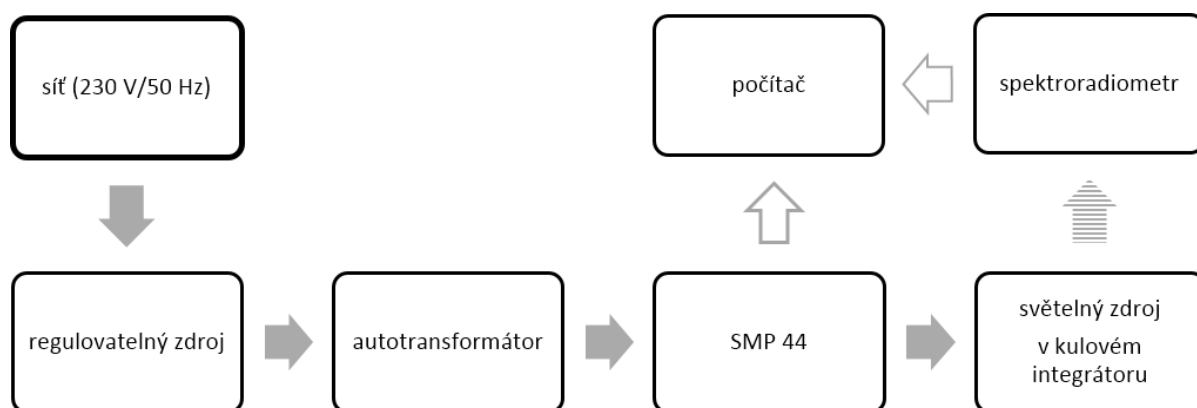 síť (230 V/50 Hz)
počítač
spektroradiometr
regulovatelný zdroj
autotransformátor
SMP 44
světelný zdroj
v kulovém
integrátoru